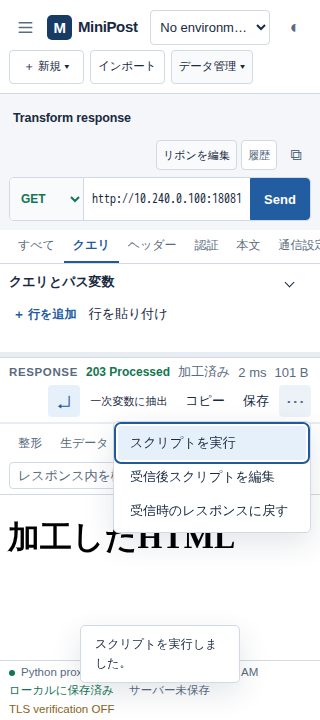 M MiniPost No environm…
＋ 新規 ▾ インポート データ管理 ▾
Transform response
リボンを編集 履歴
GET http://10.240.0.100:18081 Send
すべて クエリ ヘッダー 認証 本文 通信設定
クエリとパス変数
＋ 行を追加 行を貼り付け
RESPONSE 203 Processed 加工済み 2 ms 101 B
一次変数に抽出 コピー 保存 ···
整形 生データ
スクリプトを実行
受信後スクリプトを編集
レスポンス内を
受信時のレスポンスに戻す
加工したHTML
スクリプトを実行しま
した。
Python prox AM
ローカルに保存済み サーバー未保存
TLS verification OFF